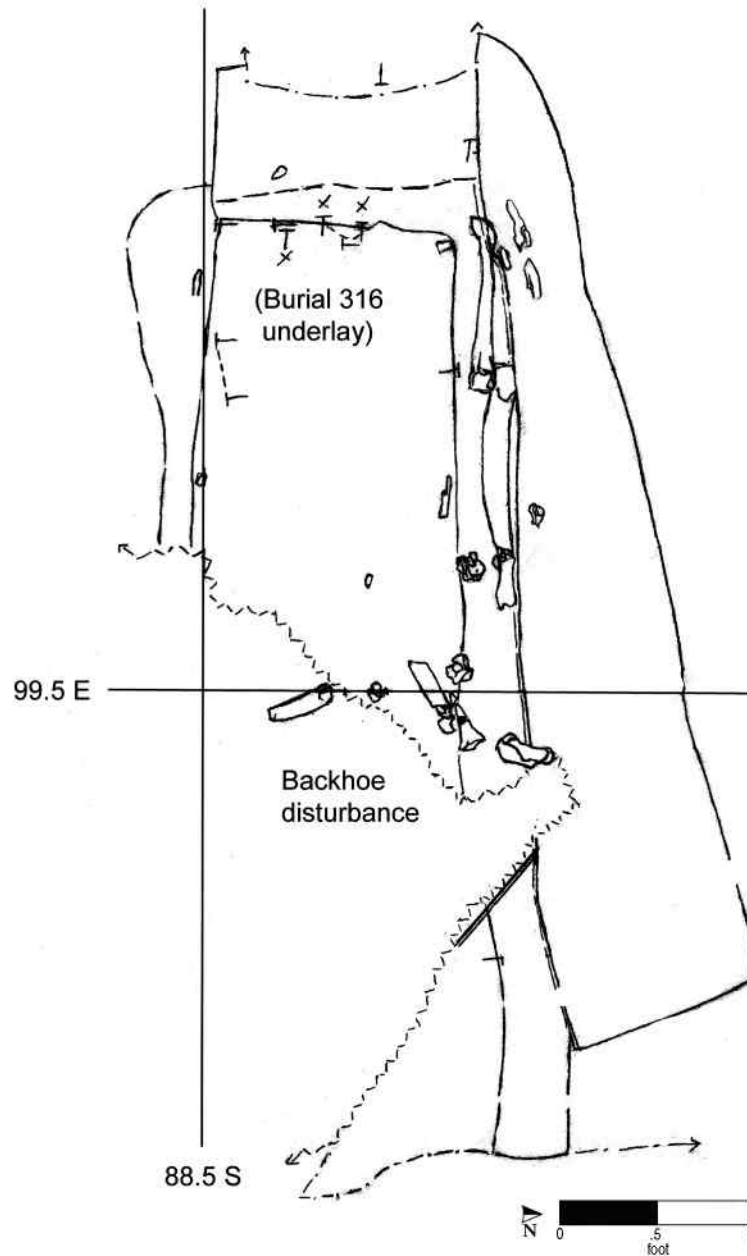 x x
x
(Burial 316
underlay)
99.5 E
Backhoe
disturbance
88.5 S
N
0 .5
foot